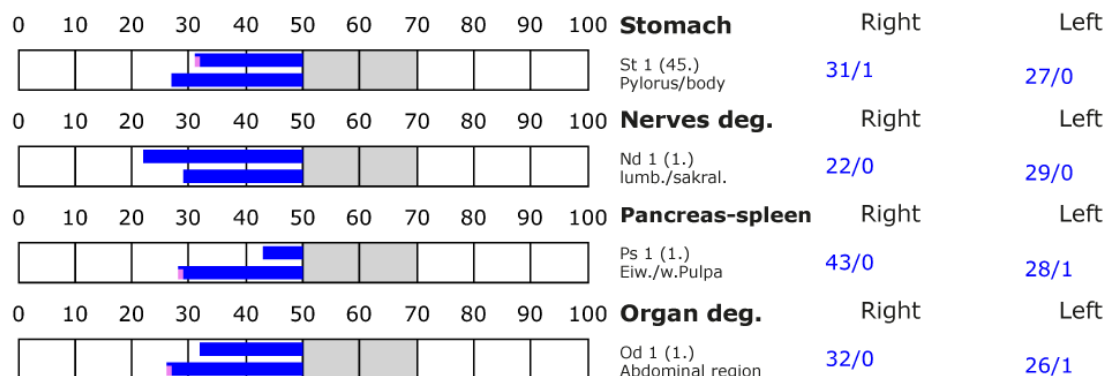 0 10 20 30 40 50 60 70 80 90 100 Stomach Right Left
St 1 (45.) 31/1 27/0
Pylorus/body
0 10 20 30 40 50 60 70 80 90 100 Nerves deg. Right Left
Nd 1 (1.) 22/0 29/0
lumb./sakral.
0 10 20 30 40 50 60 70 80 90 100 Pancreas-spleen Right Left
Ps 1 (1.) 43/0 28/1
Eiw./w.Pulpa
0 10 20 30 40 50 60 70 80 90 100 Organ deg. Right Left
Od 1 (1.) 32/0 26/1
Abdominal region